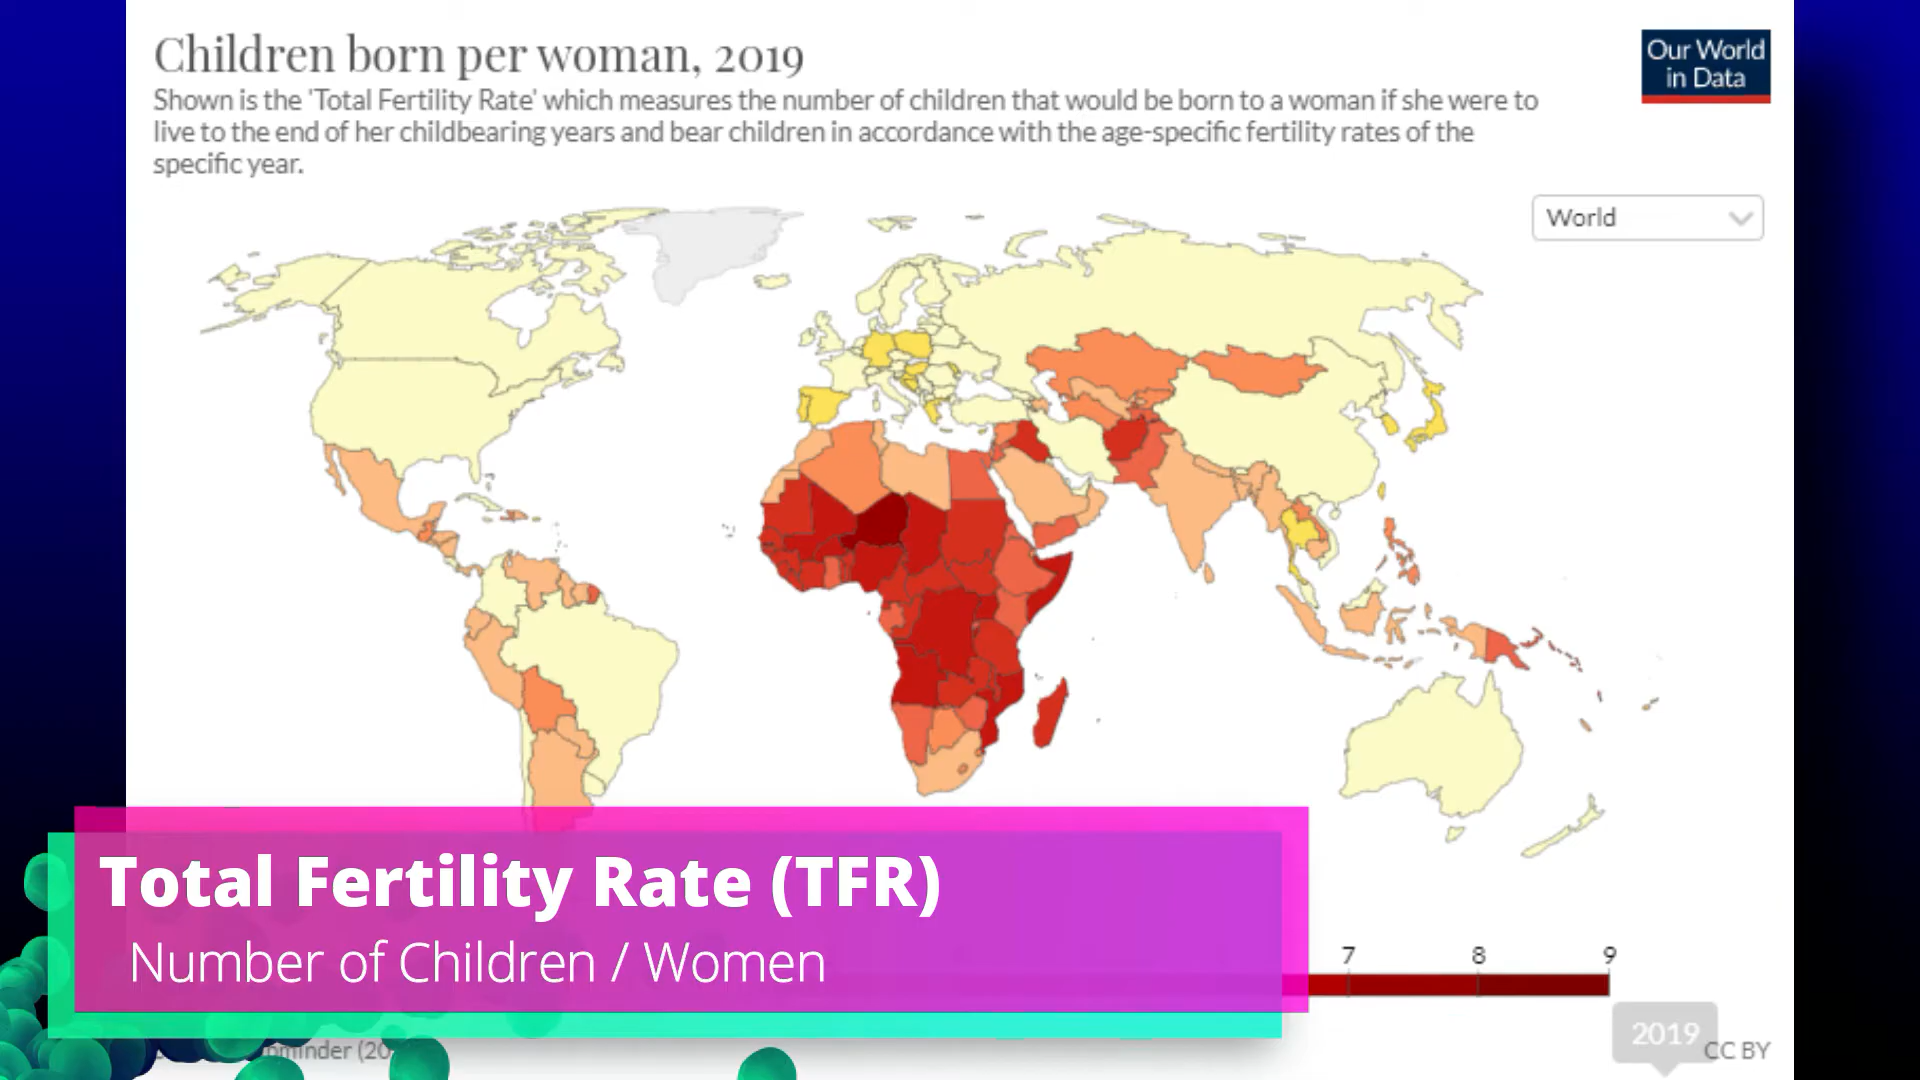 Children born per woman, 2019
Our World
in Data
Shown is the 'Total Fertility Rate' which measures the number of children that would be born to a woman if she were to
live to the end of her childbearing years and bear children in accordance with the age-specific fertility rates of the
specific year.
World
Total Fertility Rate (TFR)
Number of Children / Women
7 8 9
2019
CC BY